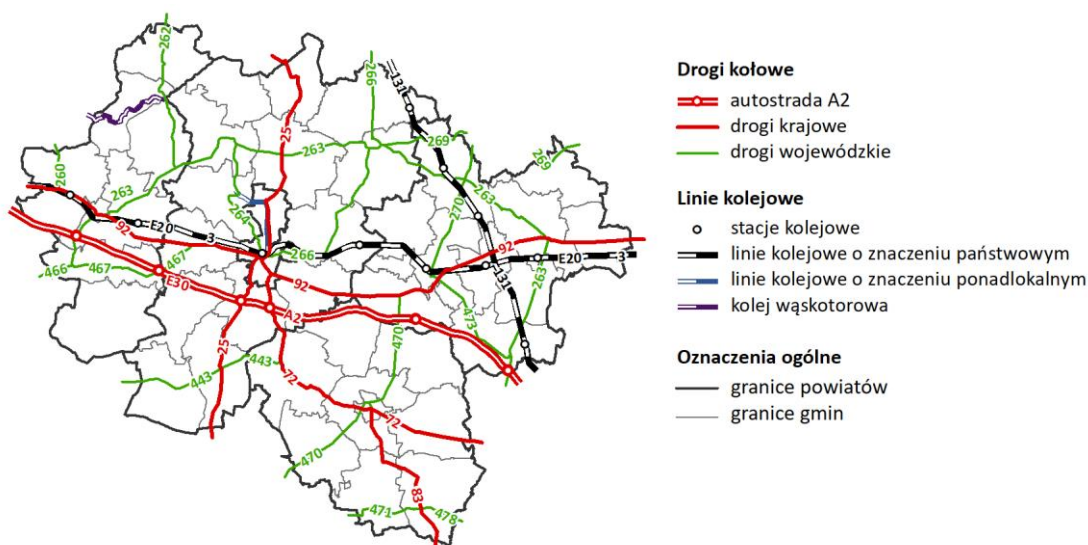 262
131
266
25
269
269
260
263
263
263
270
264
E20
3
92
266
92
E20
3
263
466
467
467
E30
92
131
A2
473
25
470
443
443
72
72
470
83
471
478
Drogi kołowe
autostrada A2
drogi krajowe
drogi wojewódzkie
Linie kolejowe
stacje kolejowe
linie kolejowe o znaczeniu państwowym
linie kolejowe o znaczeniu ponadlokalnym
kolej wąskotorowa
Oznaczenia ogólne
granice powiatów
granice gmin